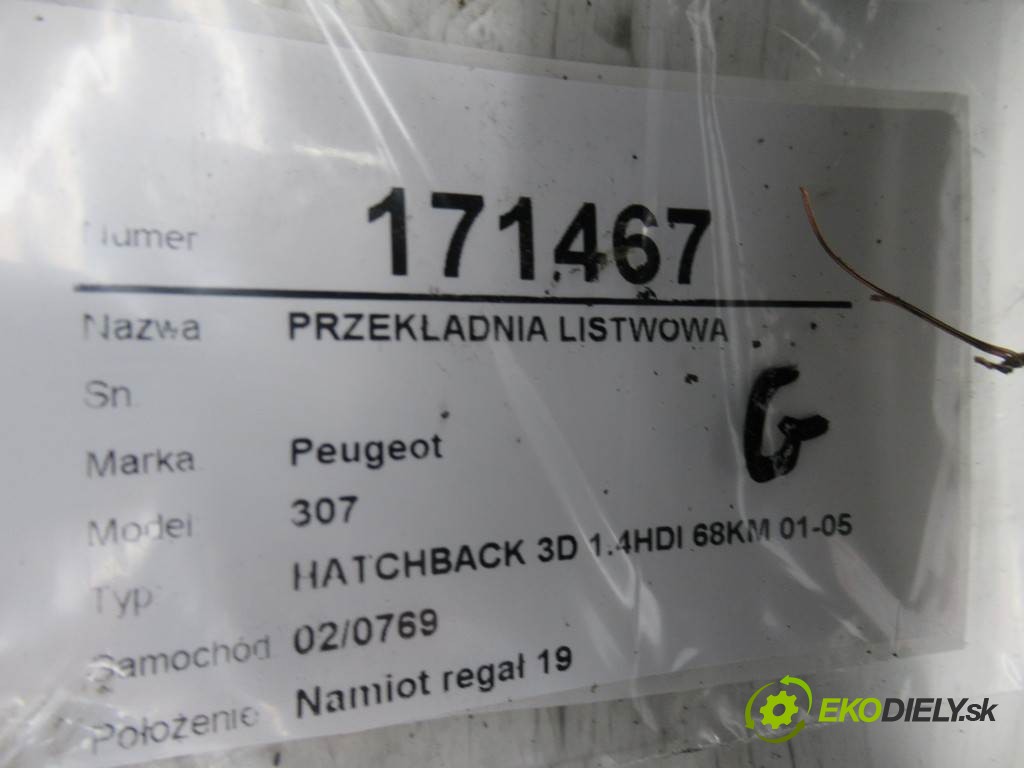 Numer 171467
Nazwa PRZEKŁADNIA LISTWOWA
Sn.
G
Marka Peugeot
Model 307
Typ HATCHBACK 3D 1.4HDI 68KM 01-05
Samochód 02/0769
Położenie Namiot regał 19
EKODIELY.sk